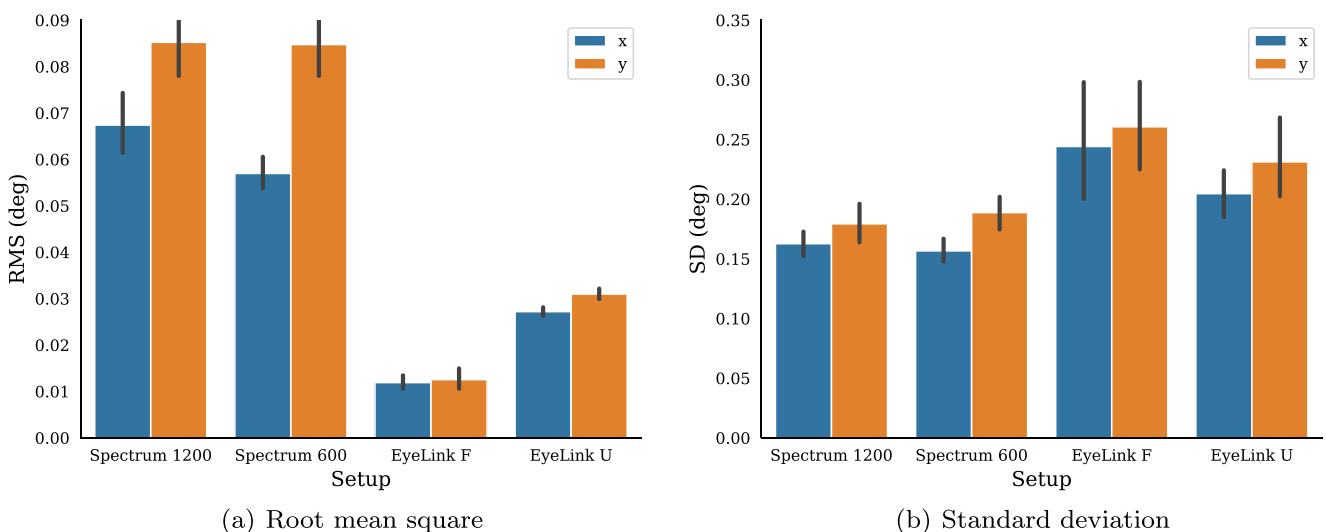 0.09
0.08
0.07
0.06
0.05
0.04
0.03
0.02
0.01
0.00
RMS (deg)
x
y
Spectrum 1200 Spectrum 600 EyeLink F EyeLink U
Setup
(a) Root mean square
0.35
0.30
0.25
0.20
0.15
0.10
0.05
0.00
SD (deg)
x
y
Spectrum 1200 Spectrum 600 EyeLink F EyeLink U
Setup
(b) Standard deviation